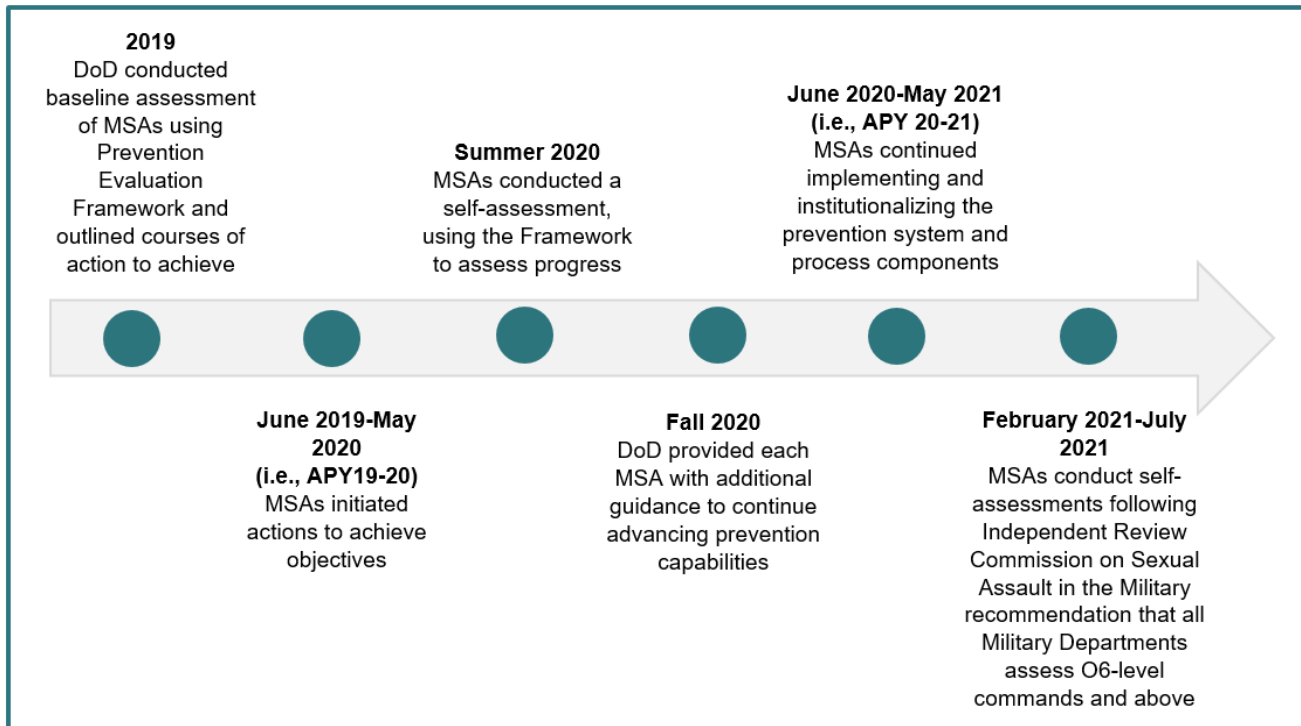 2019
DoD conducted
baseline assessment
of MSAs using
Prevention
Evaluation
Framework and
outlined courses of
action to achieve
June 2019-May
2020
(i.e., APY19-20)
MSAs initiated
actions to achieve
objectives
Summer 2020
MSAs conducted a
self-assessment,
using the Framework
to assess progress
Fall 2020
DoD provided each
MSA with additional
guidance to continue
advancing prevention
capabilities
June 2020-May 2021
(i.e., APY 20-21)
MSAs continued
implementing and
institutionalizing the
prevention system and
process components
February 2021-July
2021
MSAs conduct self-
assessments following
Independent Review
Commission on Sexual
Assault in the Military
recommendation that all
Military Departments
assess O6-level
commands and above